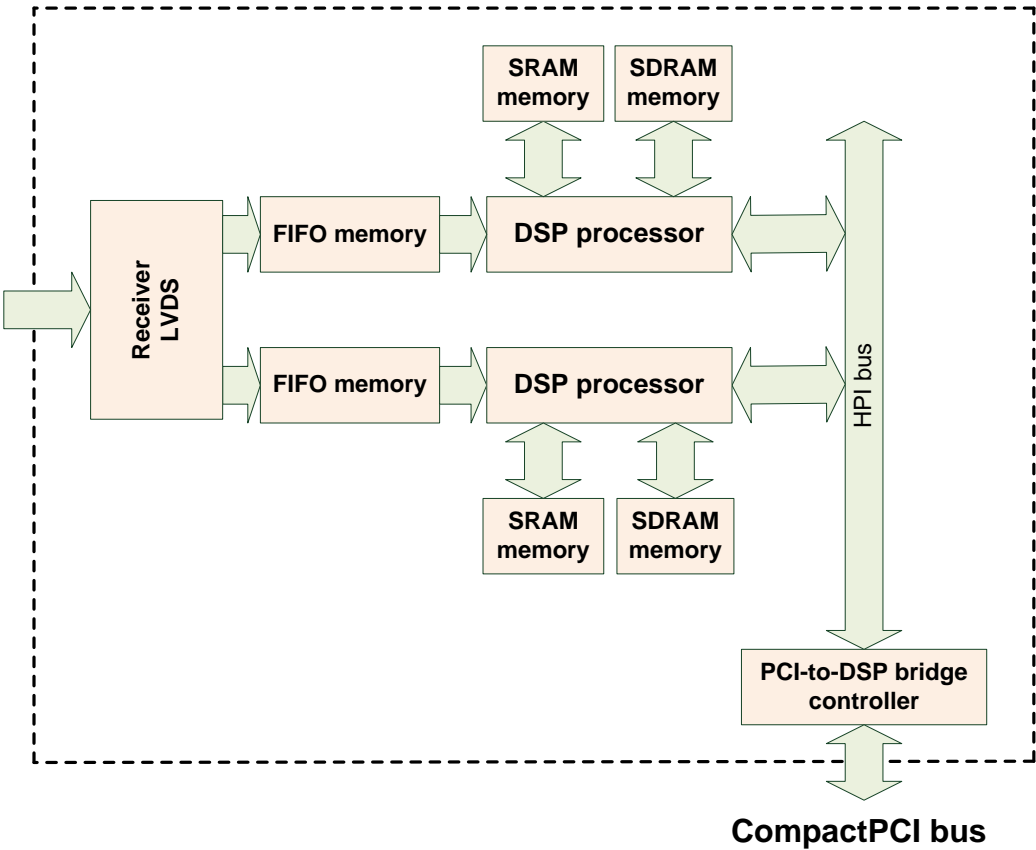 SRAM
memory
SDRAM
memory
Receiver
LVDS
FIFO memory
DSP processor
FIFO memory
DSP processor
HPI bus
SRAM
memory
SDRAM
memory
PCI-to-DSP bridge
controller
CompactPCI bus